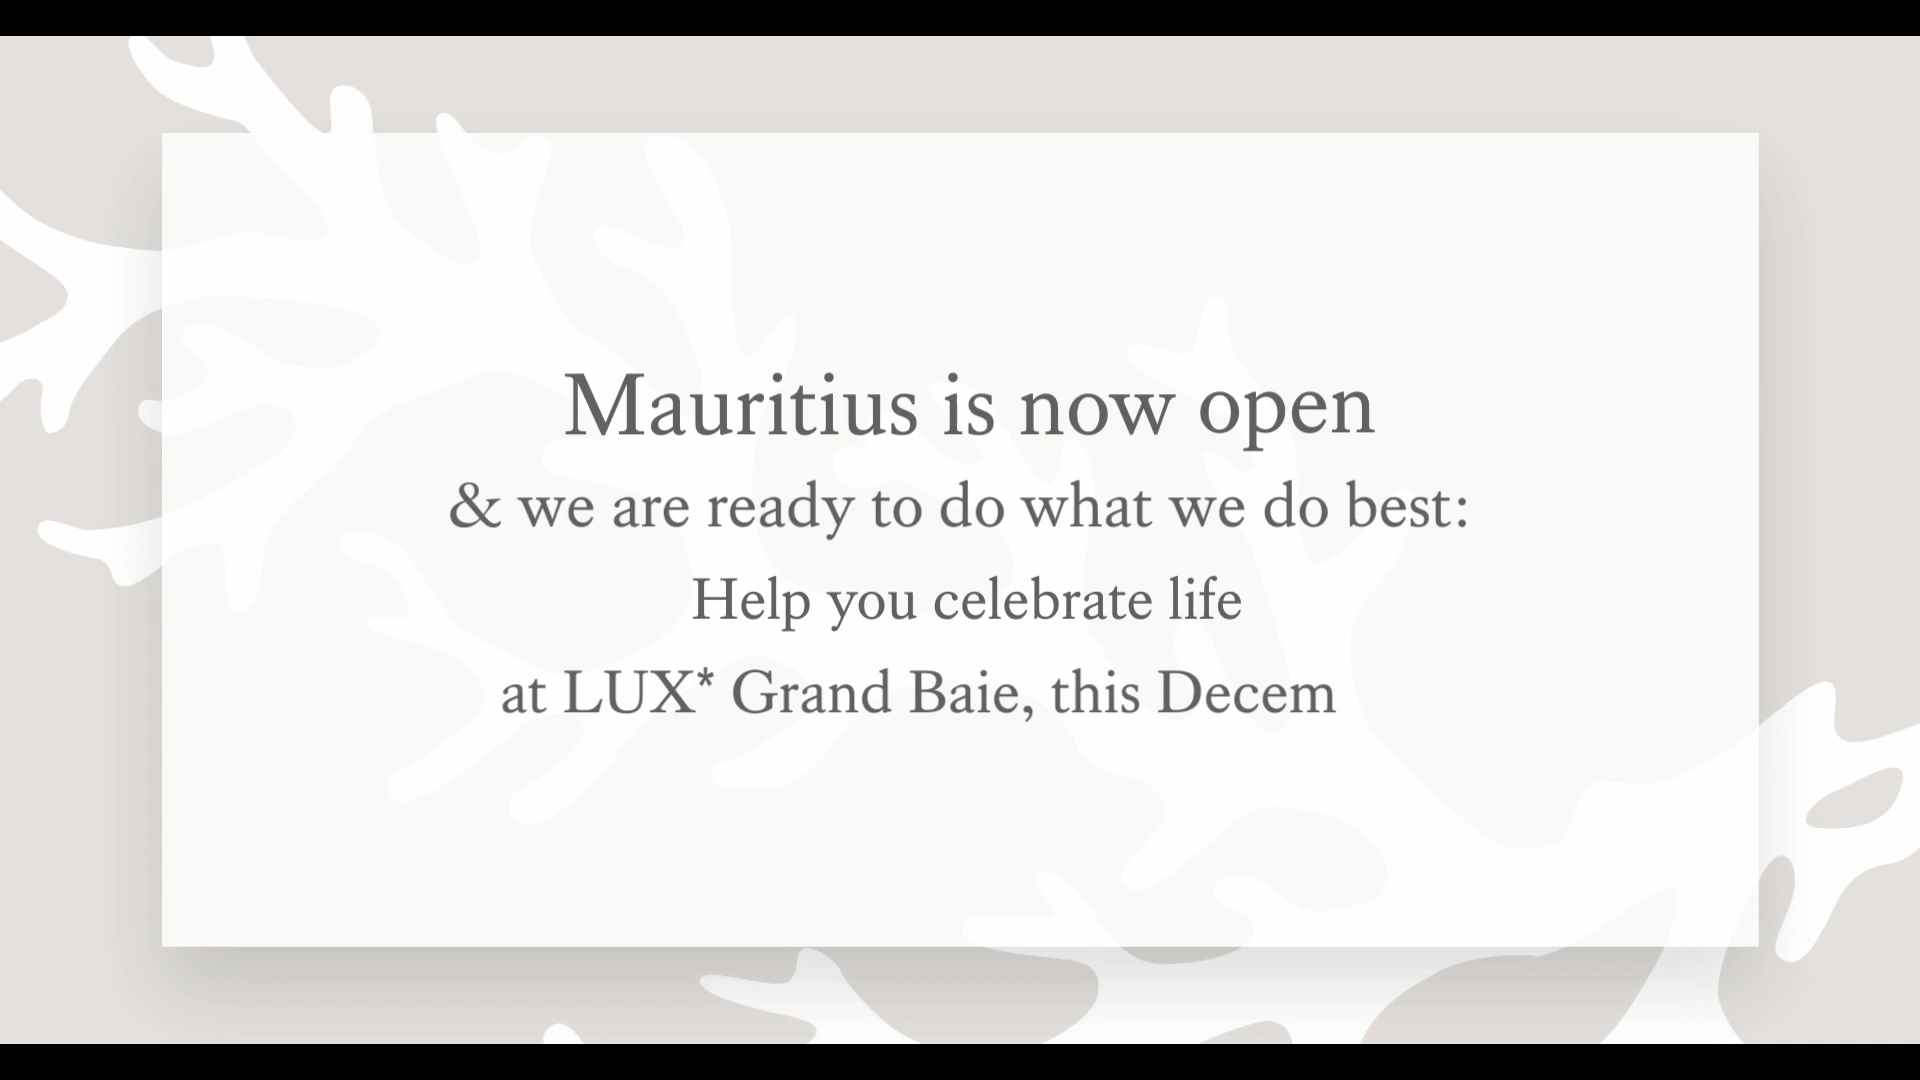 Mauritius is now open
& we are ready to do what we do best:
Help you celebrate life
at LUX* Grand Baie, this Decem